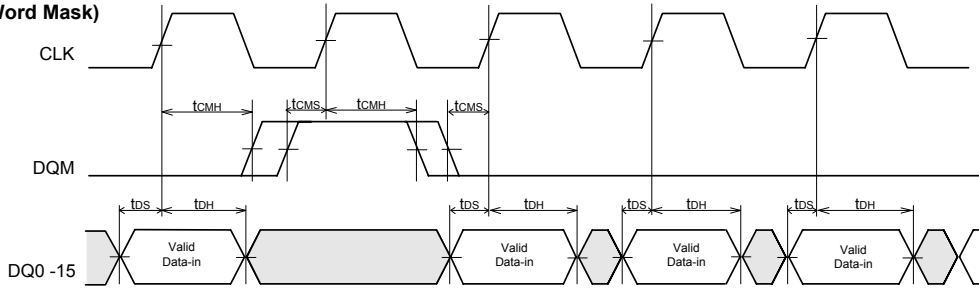 Word Mask)
CLK
tCMH tCMS tCMH tCMS
DQM
tDS tDH tDS tDH tDS tDH tDS tDH
Valid Data-in Valid Data-in Valid Data-in Valid Data-in
DQ0 -15